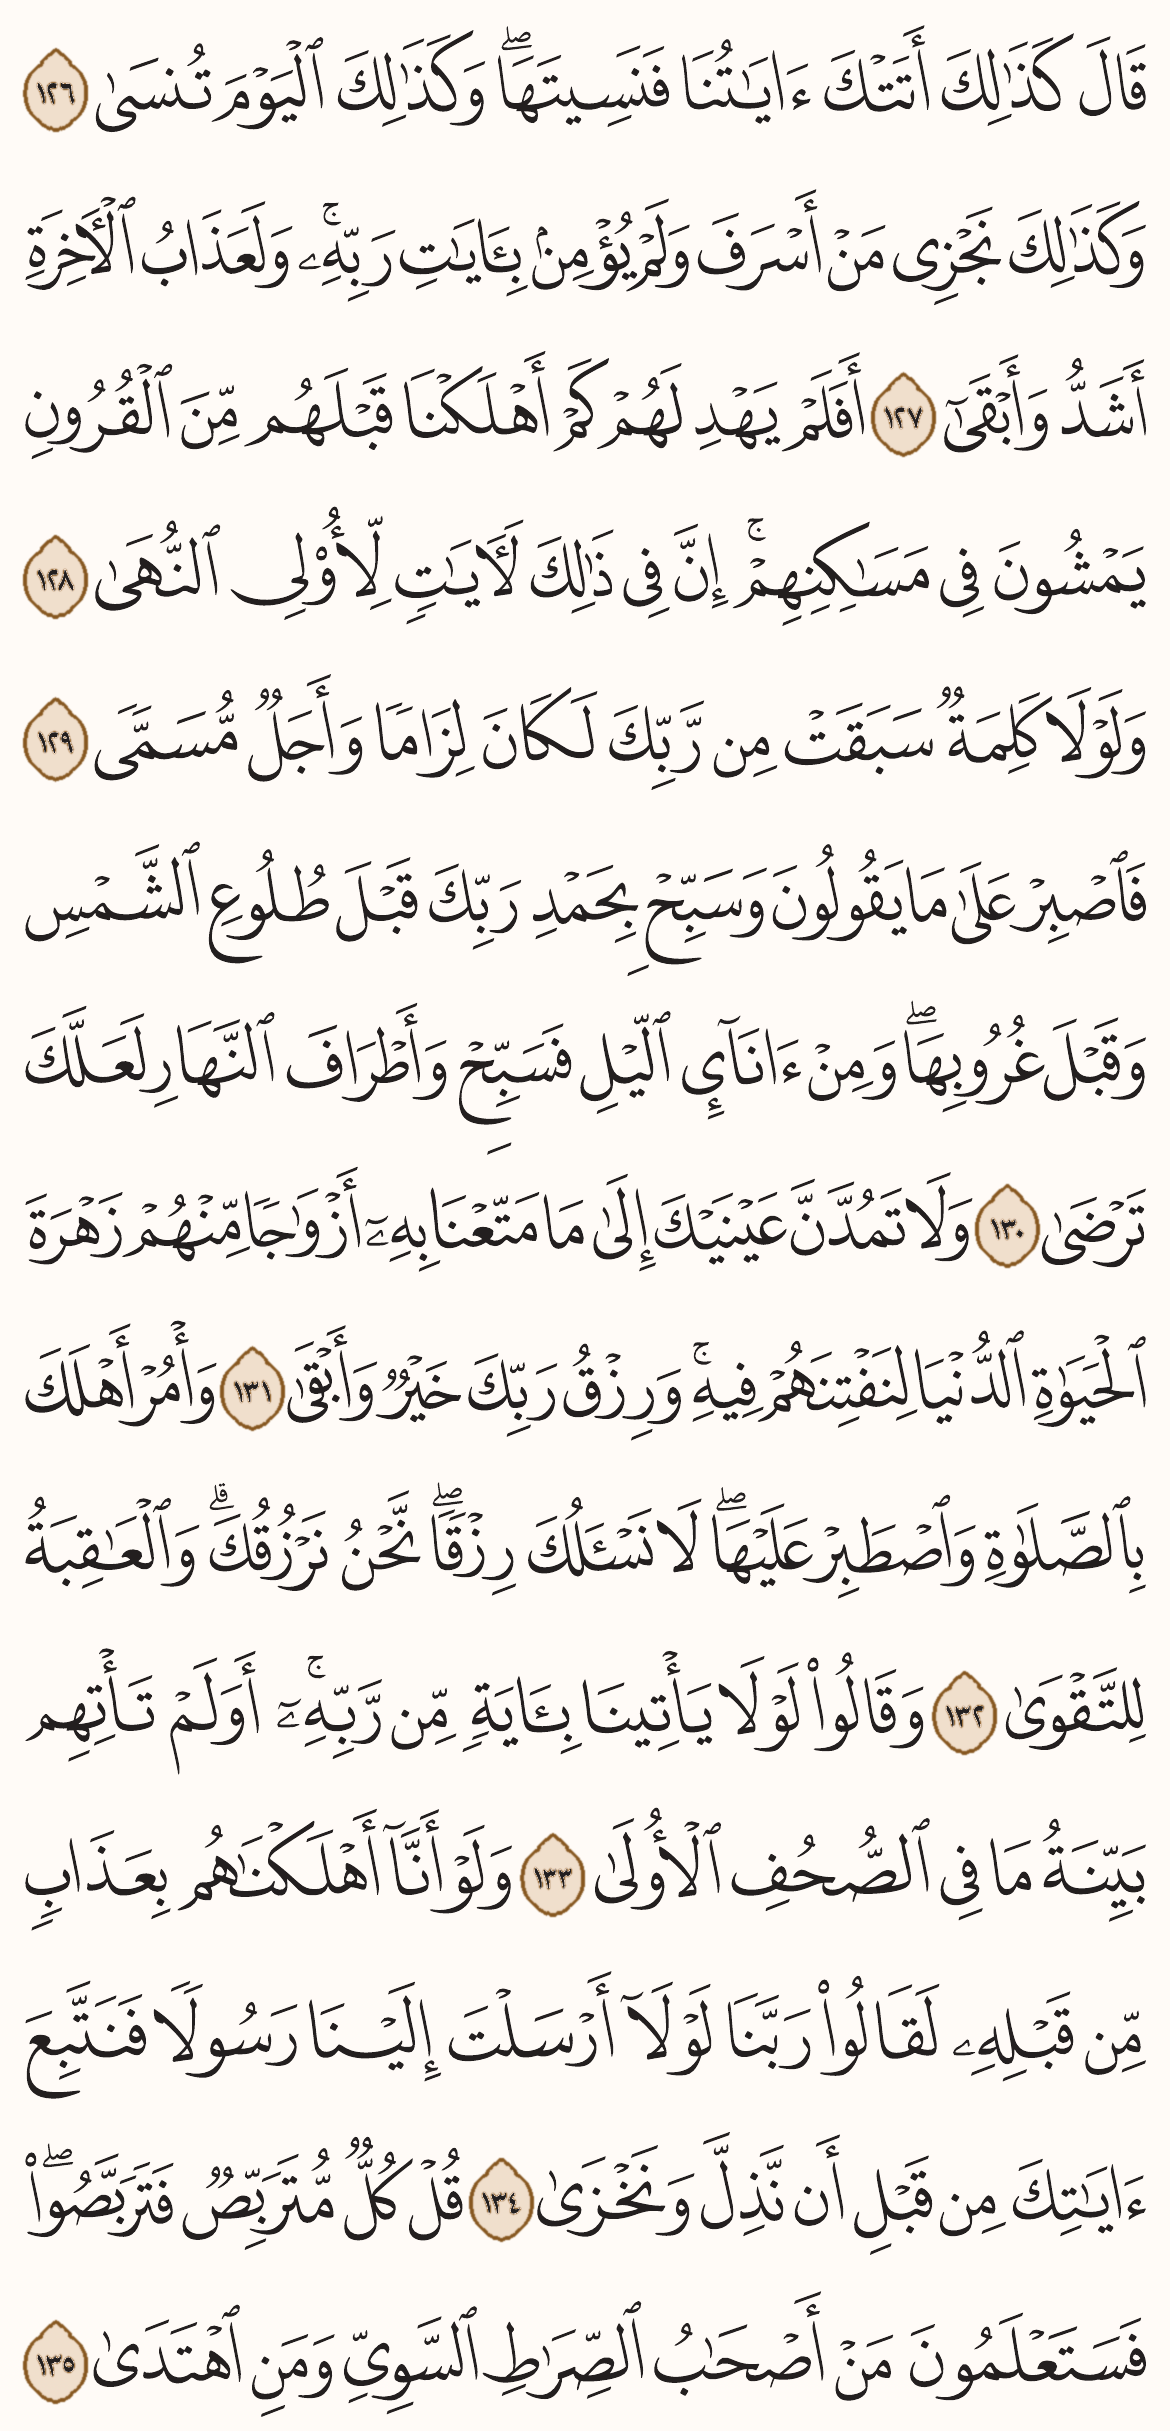 قَالَ كَذَٰلِكَ أَتَتۡكَ ءَايَٰتُنَا فَنَسِيتَهَاۖ وَكَذَٰلِكَ ٱلۡيَوۡمَ تُنسَىٰ ١٢٦
وَكَذَٰلِكَ نَجۡزِي مَنۡ أَسۡرَفَ وَلَمۡ يُؤۡمِنۢ بِـَٔايَٰتِ رَبِّهِۦۚ وَلَعَذَابُ ٱلۡأٓخِرَةِ
أَشَدُّ وَأَبۡقَىٰٓ ١٢٧ أَفَلَمۡ يَهۡدِ لَهُمۡ كَمۡ أَهۡلَكۡنَا قَبۡلَهُم مِّنَ ٱلۡقُرُونِ
يَمۡشُونَ فِي مَسَٰكِنِهِمۡۚ إِنَّ فِي ذَٰلِكَ لَأٓيَٰتٖ لِّأُوْلِي ٱلنُّهَىٰ ١٢٨
وَلَوۡلَا كَلِمَةٞ سَبَقَتۡ مِن رَّبِّكَ لَكَانَ لِزَامٗا وَأَجَلٞ مُّسَمّٗى ١٢٩
فَٱصۡبِرۡ عَلَىٰ مَا يَقُولُونَ وَسَبِّحۡ بِحَمۡدِ رَبِّكَ قَبۡلَ طُلُوعِ ٱلشَّمۡسِ
وَقَبۡلَ غُرُوبِهَاۖ وَمِنۡ ءَانَآيِٕ ٱلَّيۡلِ فَسَبِّحۡ وَأَطۡرَافَ ٱلنَّهَارِ لَعَلَّكَ
تَرۡضَىٰ ١٣٠ وَلَا تَمُدَّنَّ عَيۡنَيۡكَ إِلَىٰ مَا مَتَّعۡنَا بِهِۦٓ أَزۡوَٰجٗا مِّنۡهُمۡ زَهۡرَةَ
ٱلۡحَيَوٰةِ ٱلدُّنۡيَا لِنَفۡتِنَهُمۡ فِيهِۚ وَرِزۡقُ رَبِّكَ خَيۡرٞ وَأَبۡقَىٰ ١٣١ وَأۡمُرۡ أَهۡلَكَ
بِٱلصَّلَوٰةِ وَٱصۡطَبِرۡ عَلَيۡهَاۖ لَا نَسۡـَٔلُكَ رِزۡقٗاۖ نَّحۡنُ نَرۡزُقُكَۗ وَٱلۡعَٰقِبَةُ
لِلتَّقۡوَىٰ ١٣٢ وَقَالُواْ لَوۡلَا يَأۡتِينَا بِـَٔايَةٖ مِّن رَّبِّهِۦٓۚ أَوَلَمۡ تَأۡتِهِم
بَيِّنَةُ مَا فِي ٱلصُّحُفِ ٱلۡأُولَىٰ ١٣٣ وَلَوۡ أَنَّآ أَهۡلَكۡنَٰهُم بِعَذَابٖ
مِّن قَبۡلِهِۦ لَقَالُواْ رَبَّنَا لَوۡلَآ أَرۡسَلۡتَ إِلَيۡنَا رَسُولٗا فَنَتَّبِعَ
ءَايَٰتِكَ مِن قَبۡلِ أَن نَّذِلَّ وَنَخۡزَىٰ ١٣٤ قُلۡ كُلّٞ مُّتَرَبِّصٞ فَتَرَبَّصُواْۖ
فَسَتَعۡلَمُونَ مَنۡ أَصۡحَٰبُ ٱلصِّرَٰطِ ٱلسَّوِيِّ وَمَنِ ٱهۡتَدَىٰ ١٣٥